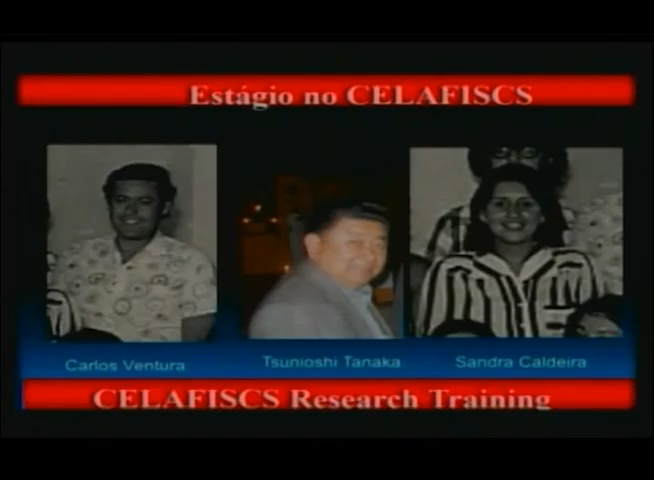 Estágio no CELAFISCS
Carlos Ventura
Tsunioshi Tanaka
Sandra Caldeira
CELAFISCS Research Training